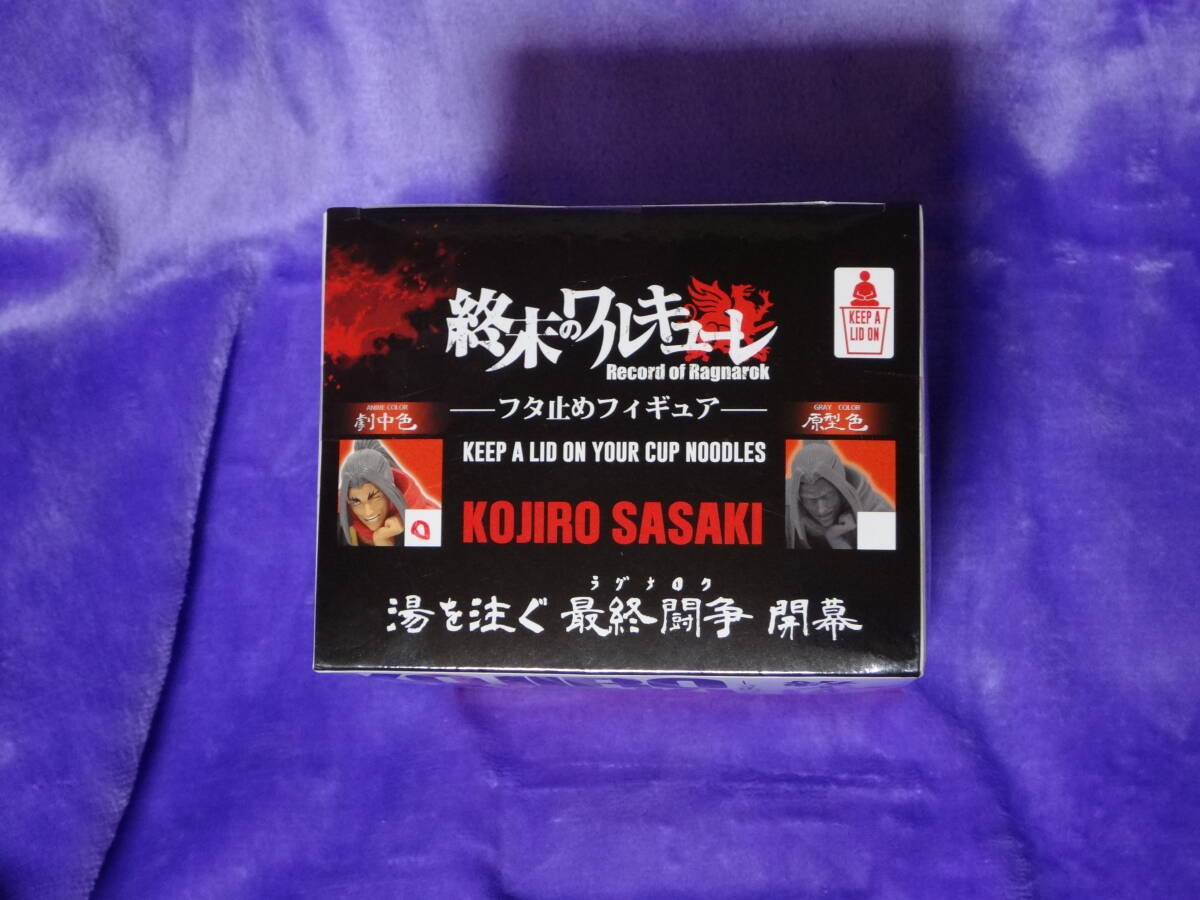 終末のワルキューレ
Record of Ragnarok
KEEP A
LID ON
フタ止めフィギュア
ANIME COLOR
劇中色
GRAY COLOR
原型色
KEEP A LID ON YOUR CUP NOODLES
KOJIRO SASAKI
ラグナロク
湯を注ぐ 最終闘争 開幕